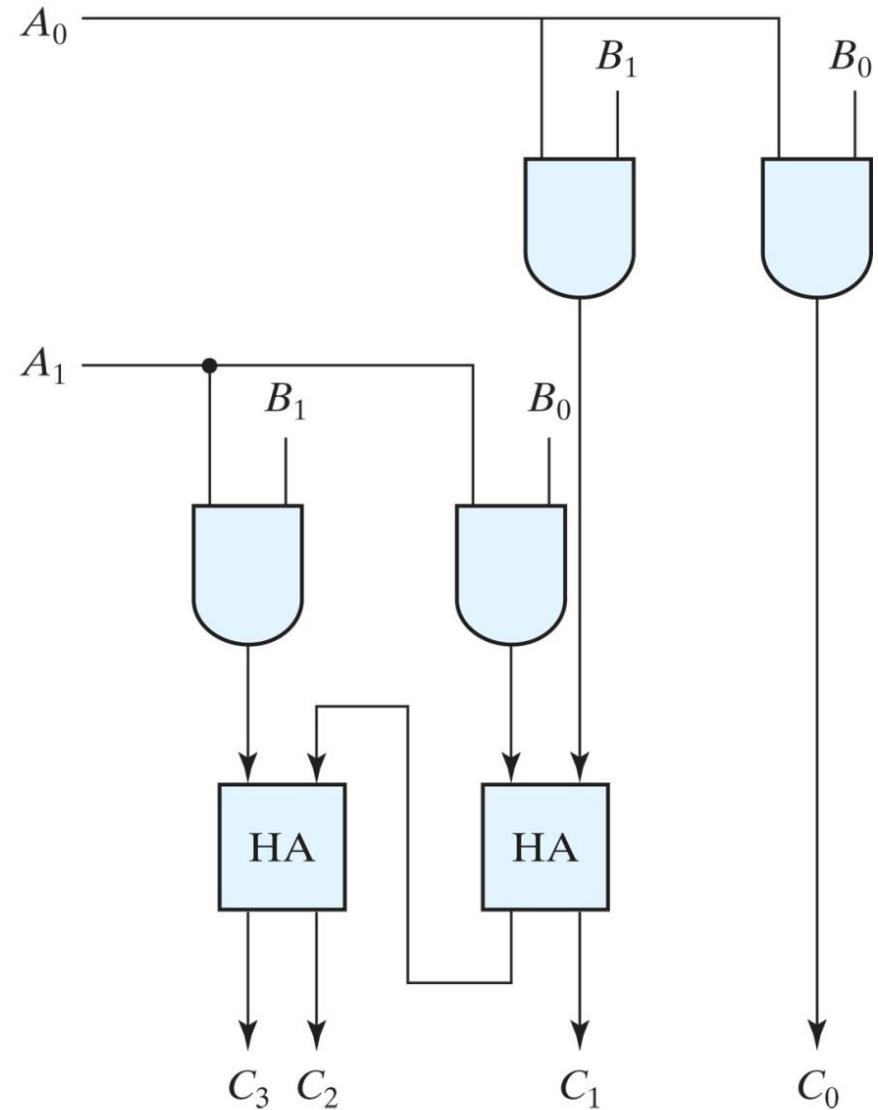 A₀
B₁ B₀
A₁
B₁ B₀
HA HA
C₃ C₂ C₁ C₀